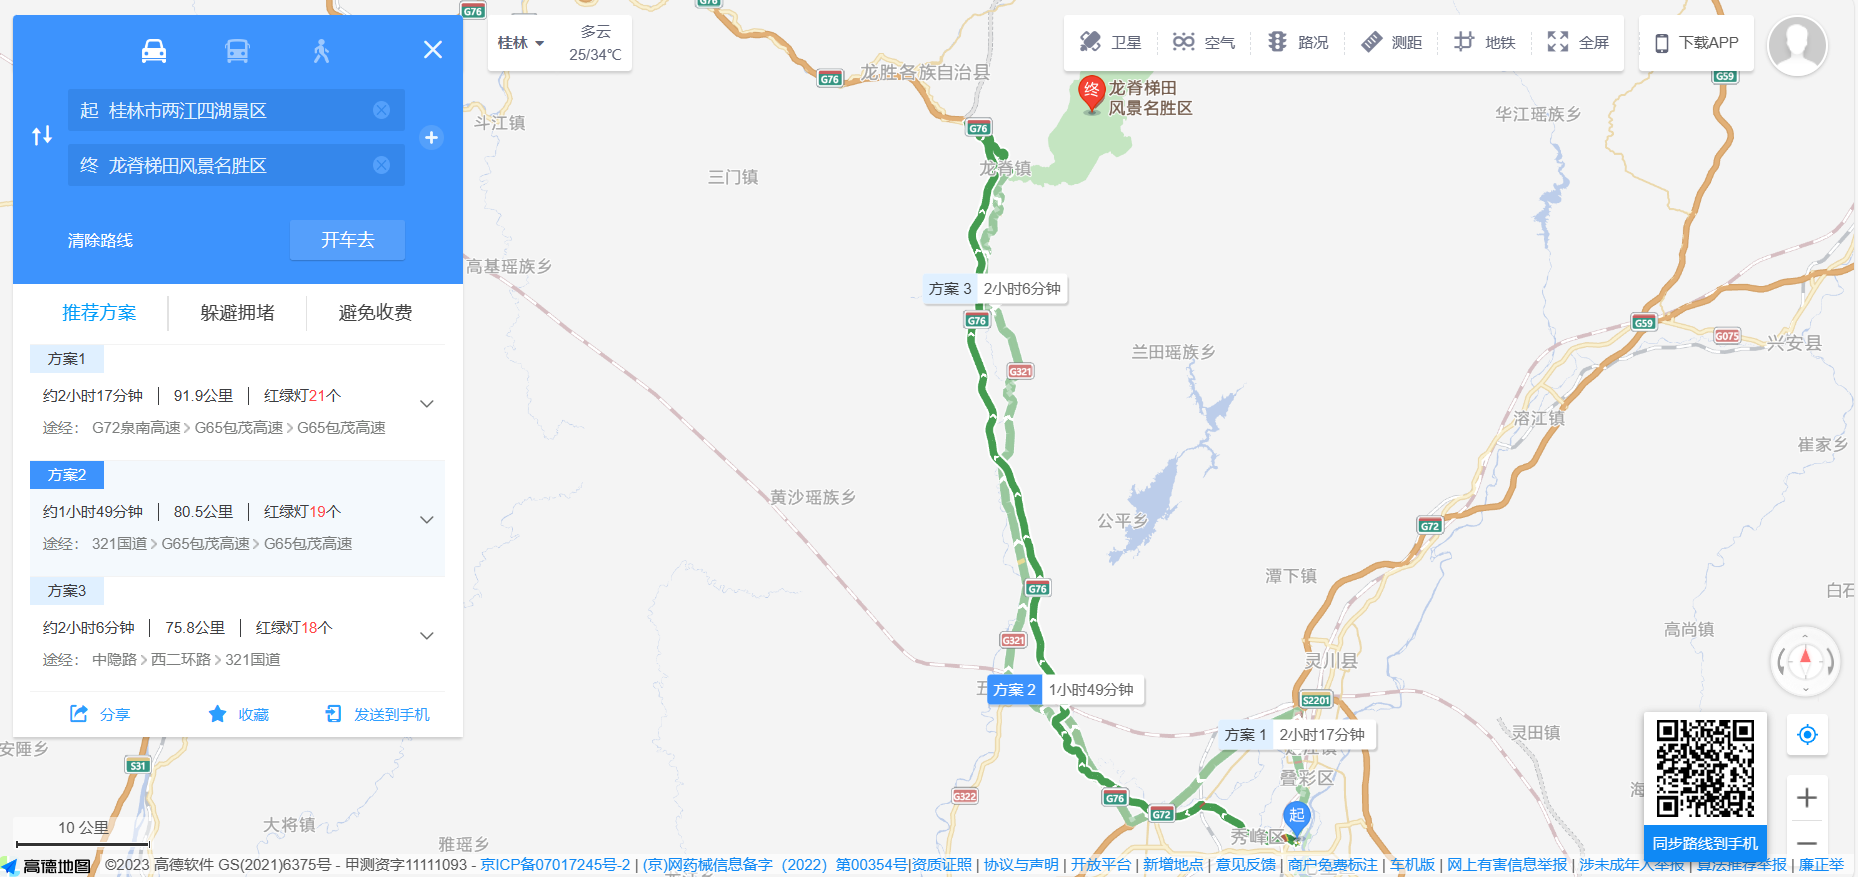 起 桂林市两江四湖景区
终 龙脊梯田风景名胜区
清除路线
开车去
推荐方案
躲避拥堵
避免收费
方案1
约2小时17分钟 | 91.9公里 | 红绿灯21个
途经： G72泉南高速 > G65包茂高速 > G65包茂高速
方案2
约1小时49分钟 | 80.5公里 | 红绿灯19个
途经： 321国道 > G65包茂高速 > G65包茂高速
方案3
约2小时6分钟 | 75.8公里 | 红绿灯18个
途经： 中隐路 > 西二环路 > 321国道
分享
收藏
发送到手机
桂林
多云
25/34℃
卫星
空气
路况
测距
地铁
全屏
下载APP
G76
G76
G76
龙胜各族自治县
G59
终
龙脊梯田
风景名胜区
华江瑶族乡
斗江镇
G76
龙脊镇
三门镇
高基瑶族乡
方案 3 2小时6分钟
G76
G59
G075
兴安县
兰田瑶族乡
G321
溶江镇
崔家乡
黄沙瑶族乡
公平乡
G72
潭下镇
G76
白石
高尚镇
G321
灵川县
五
方案 2 1小时49分钟
S2201
方案 1 2小时17分钟
灵田镇
安陲乡
S31
叠彩区
海
G322
G76
G72
起
秀峰区
大将镇
雅瑶乡
10 公里
同步路线到手机
高德地图
©2023 高德软件 GS(2021)6375号 - 甲测资字11111093 - 京ICP备07017245号-2 | (京)网药械信息备字（2022）第00354号|资质证照 | 协议与声明 | 开放平台 | 新增地点 | 意见反馈 | 商户免费标注 | 车机版 | 网上有害信息举报 | 涉未成年人举报 | 算法推荐举报 | 廉正举